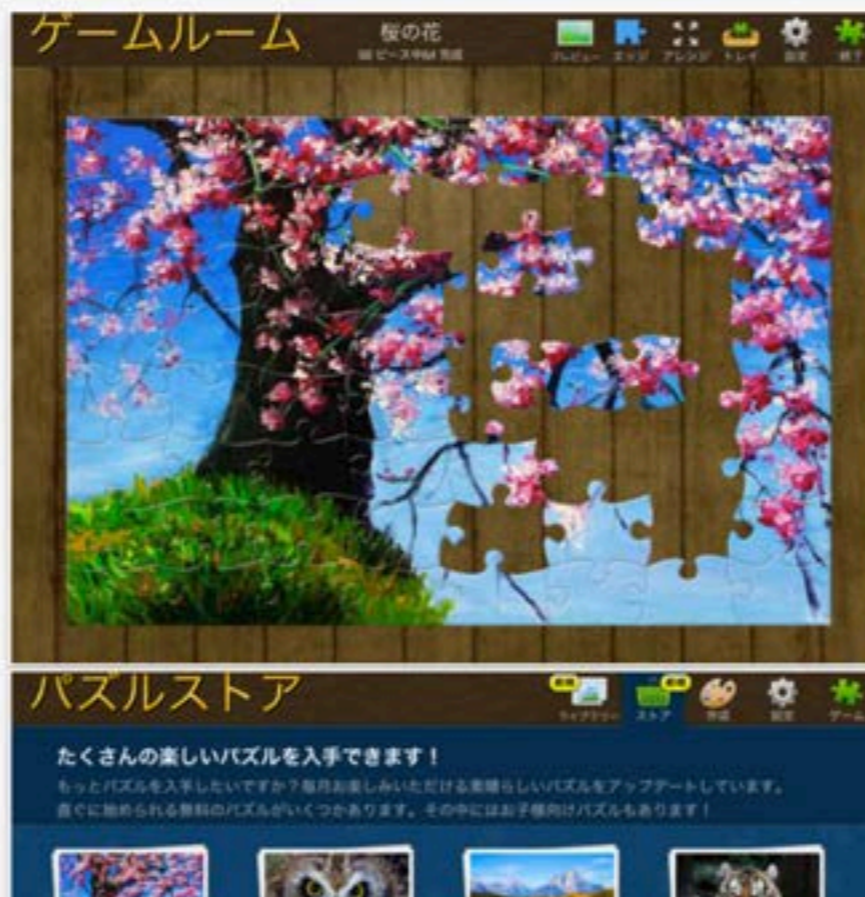 ゲームルーム
桜の花
プレビュー
エッジ
アレンジ
トレイ
設定
終了
パズルストア
ライブラリー
ストア
作成
設定
ゲーム
たくさんの楽しいパズルを入手できます！
もっとパズルを入手したいですか？毎月お楽しみいただける素晴らしいパズルをアップデートしています。
直ぐに始められる無料のパズルがいくつかあります。その中にはお子様向けパズルもあります！